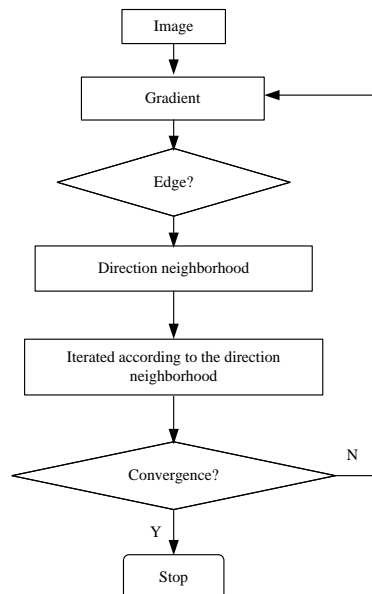 Image
Gradient
Edge?
Direction neighborhood
Iterated according to the direction
neighborhood
Convergence?
N
Y
Stop